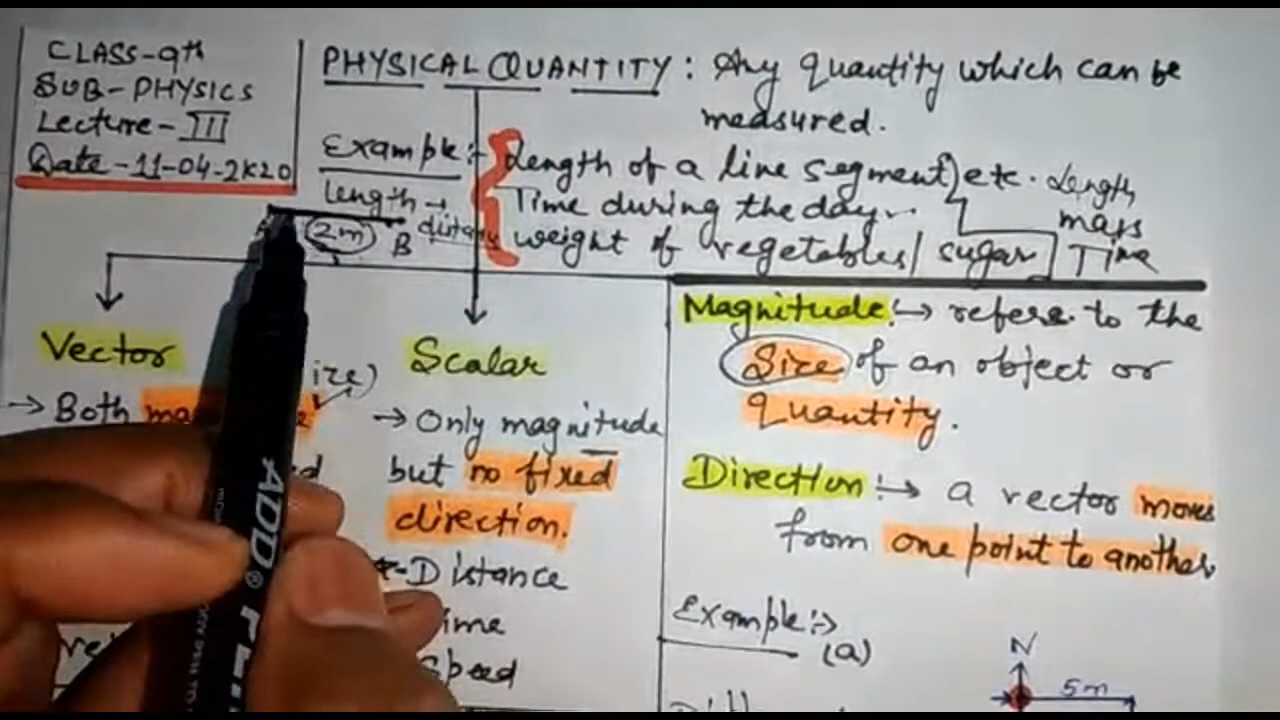 CLASS-9th
SUB-PHYSICS
Lecture-III
Date-11-04-2K20
PHYSICAL QUANTITY: Any quantity which can be
measured.
Example:- Length of a line segment etc. Length
Length → Time during the day. mass
2m B weight of vegetables/ sugar Time
Vector
→ Both
Scalar
→ Only magnitude
but no fixed
direction.
Distance
Speed
Magnitude:→ refers to the
Size of an object or
Quantity.
Direction:→ a vector moves
from one point to another
Example:→
(a)
N
5m
ADD